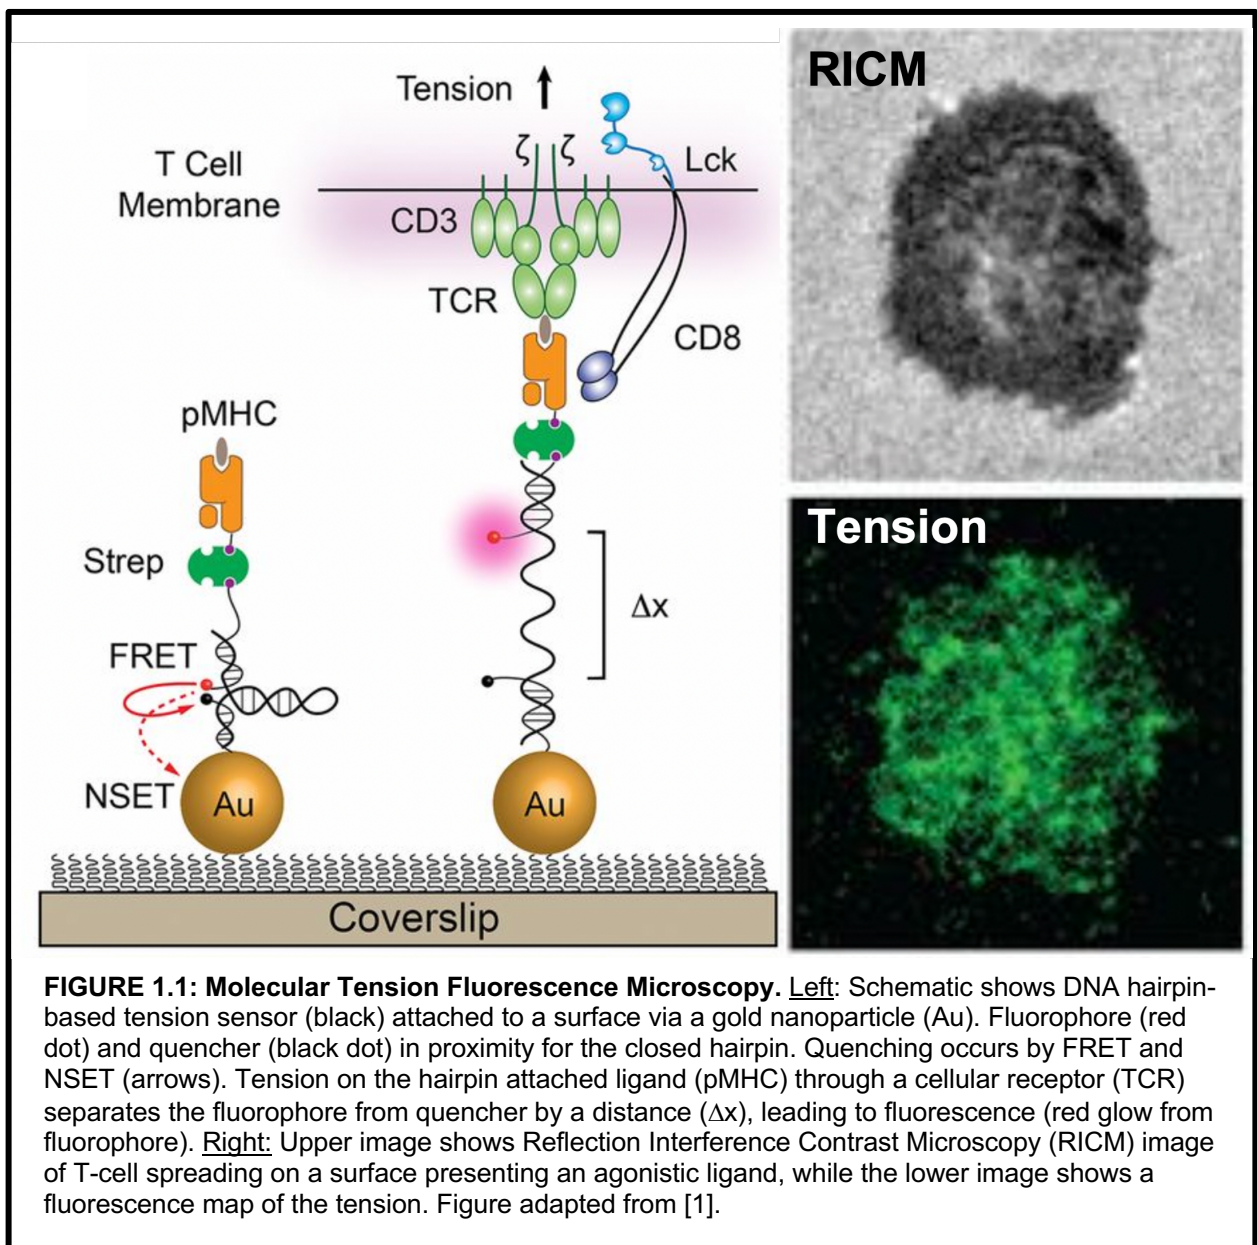 Tension
ζ ζ
Lck
T Cell
Membrane
CD3
TCR
CD8
pMHC
Strep
Δx
FRET
NSET
Au
Au
Coverslip
RICM
Tension
FIGURE 1.1: Molecular Tension Fluorescence Microscopy. Left: Schematic shows DNA hairpin-
based tension sensor (black) attached to a surface via a gold nanoparticle (Au). Fluorophore (red
dot) and quencher (black dot) in proximity for the closed hairpin. Quenching occurs by FRET and
NSET (arrows). Tension on the hairpin attached ligand (pMHC) through a cellular receptor (TCR)
separates the fluorophore from quencher by a distance (Δx), leading to fluorescence (red glow from
fluorophore). Right: Upper image shows Reflection Interference Contrast Microscopy (RICM) image
of T-cell spreading on a surface presenting an agonistic ligand, while the lower image shows a
fluorescence map of the tension. Figure adapted from [1].